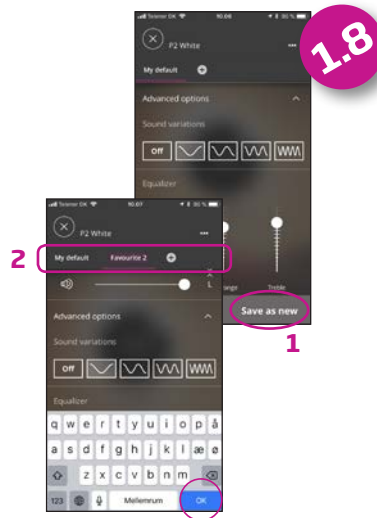 1.8
Telenor DK 10.06 80 %
P2 White
My default
Advanced options
Sound variations
Off
Equalizer
Treble
Save as new
1
Telenor DK 10.07
P2 White
2
My default Favourite 2
L
Advanced options
Sound variations
Off
Equalizer
q w e r t y u i o p å
a s d f g h j k l æ ø
z x c v b n m
123 Mellemrum OK